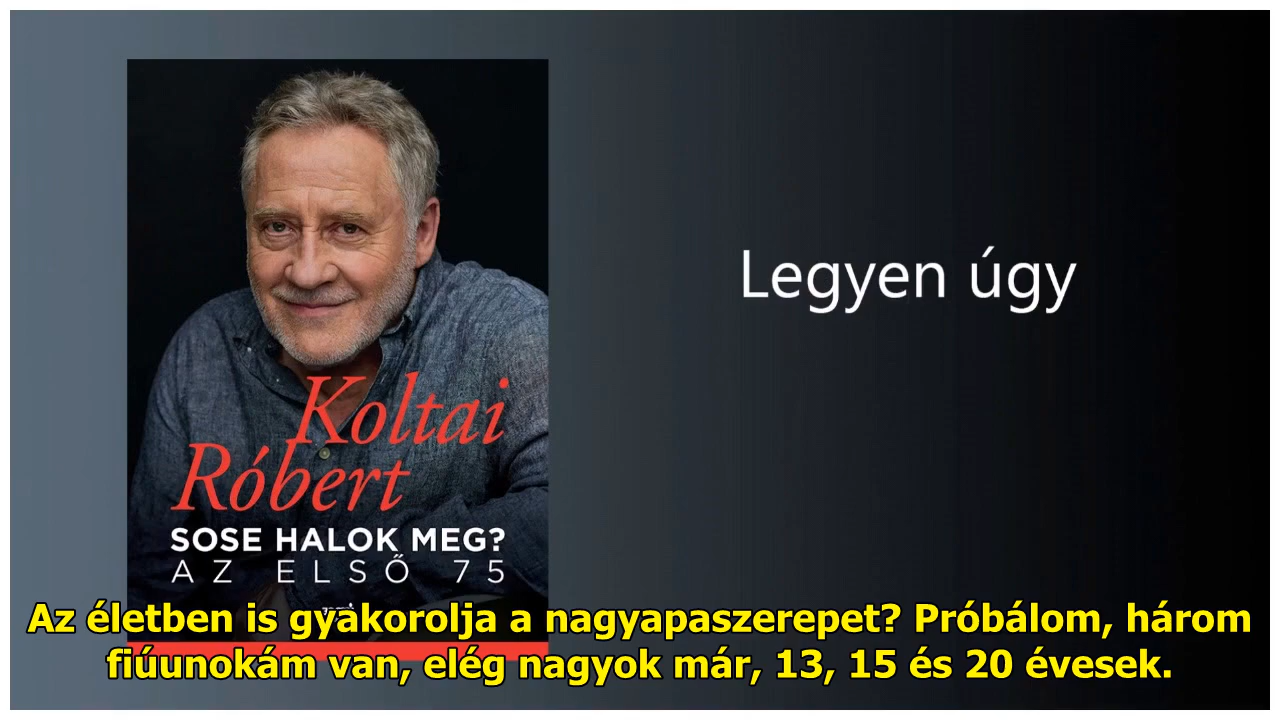 Legyen úgy
Koltai
Róbert
SOSE HALOK MEG?
AZ ELSŐ 75
Az életben is gyakorolja a nagyapaszerepet? Próbálom, három
fiúunokám van, elég nagyok már, 13, 15 és 20 évesek.